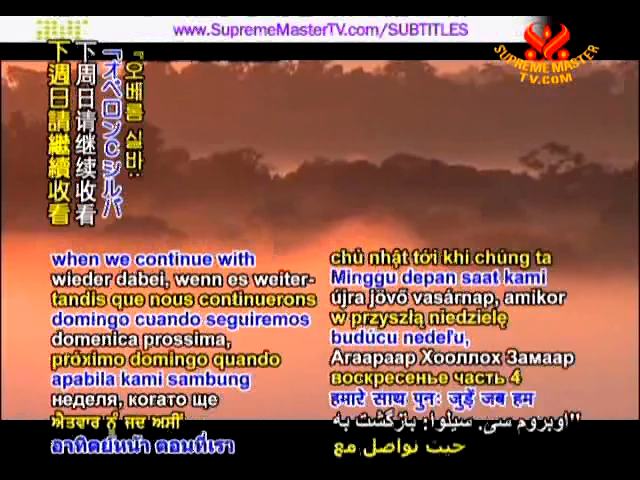 www.SupremeMasterTV.com/SUBTITLES
SUPREME MASTER
TV.COM
下週日請繼續收看
下周日请继续收看
「オベロンCシルバ
『오베롬 실바:
when we continue with
wieder dabei, wenn es weiter-
tandis que nous continuerons
domingo cuando seguiremos
domenica prossima,
próximo domingo quando
apabila kami sambung
неделя, когато ще
ਐਤਵਾਰ ਨੂੰ ਜਦ ਅਸੀਂ
อาทิตย์หน้า ตอนที่เรา
chủ nhật tới khi chúng ta
Minggu depan saat kami
újra jövő vasárnap, amikor
w przyszłą niedzielę
budúcu nedeľu,
Агаараар Хооллох Замаар
воскресенье часть 4
हमारे साथ पुनः जुड़ें जब हम
"اوبروم سی. سیلوا: بازگشت به
حيث نواصل مع